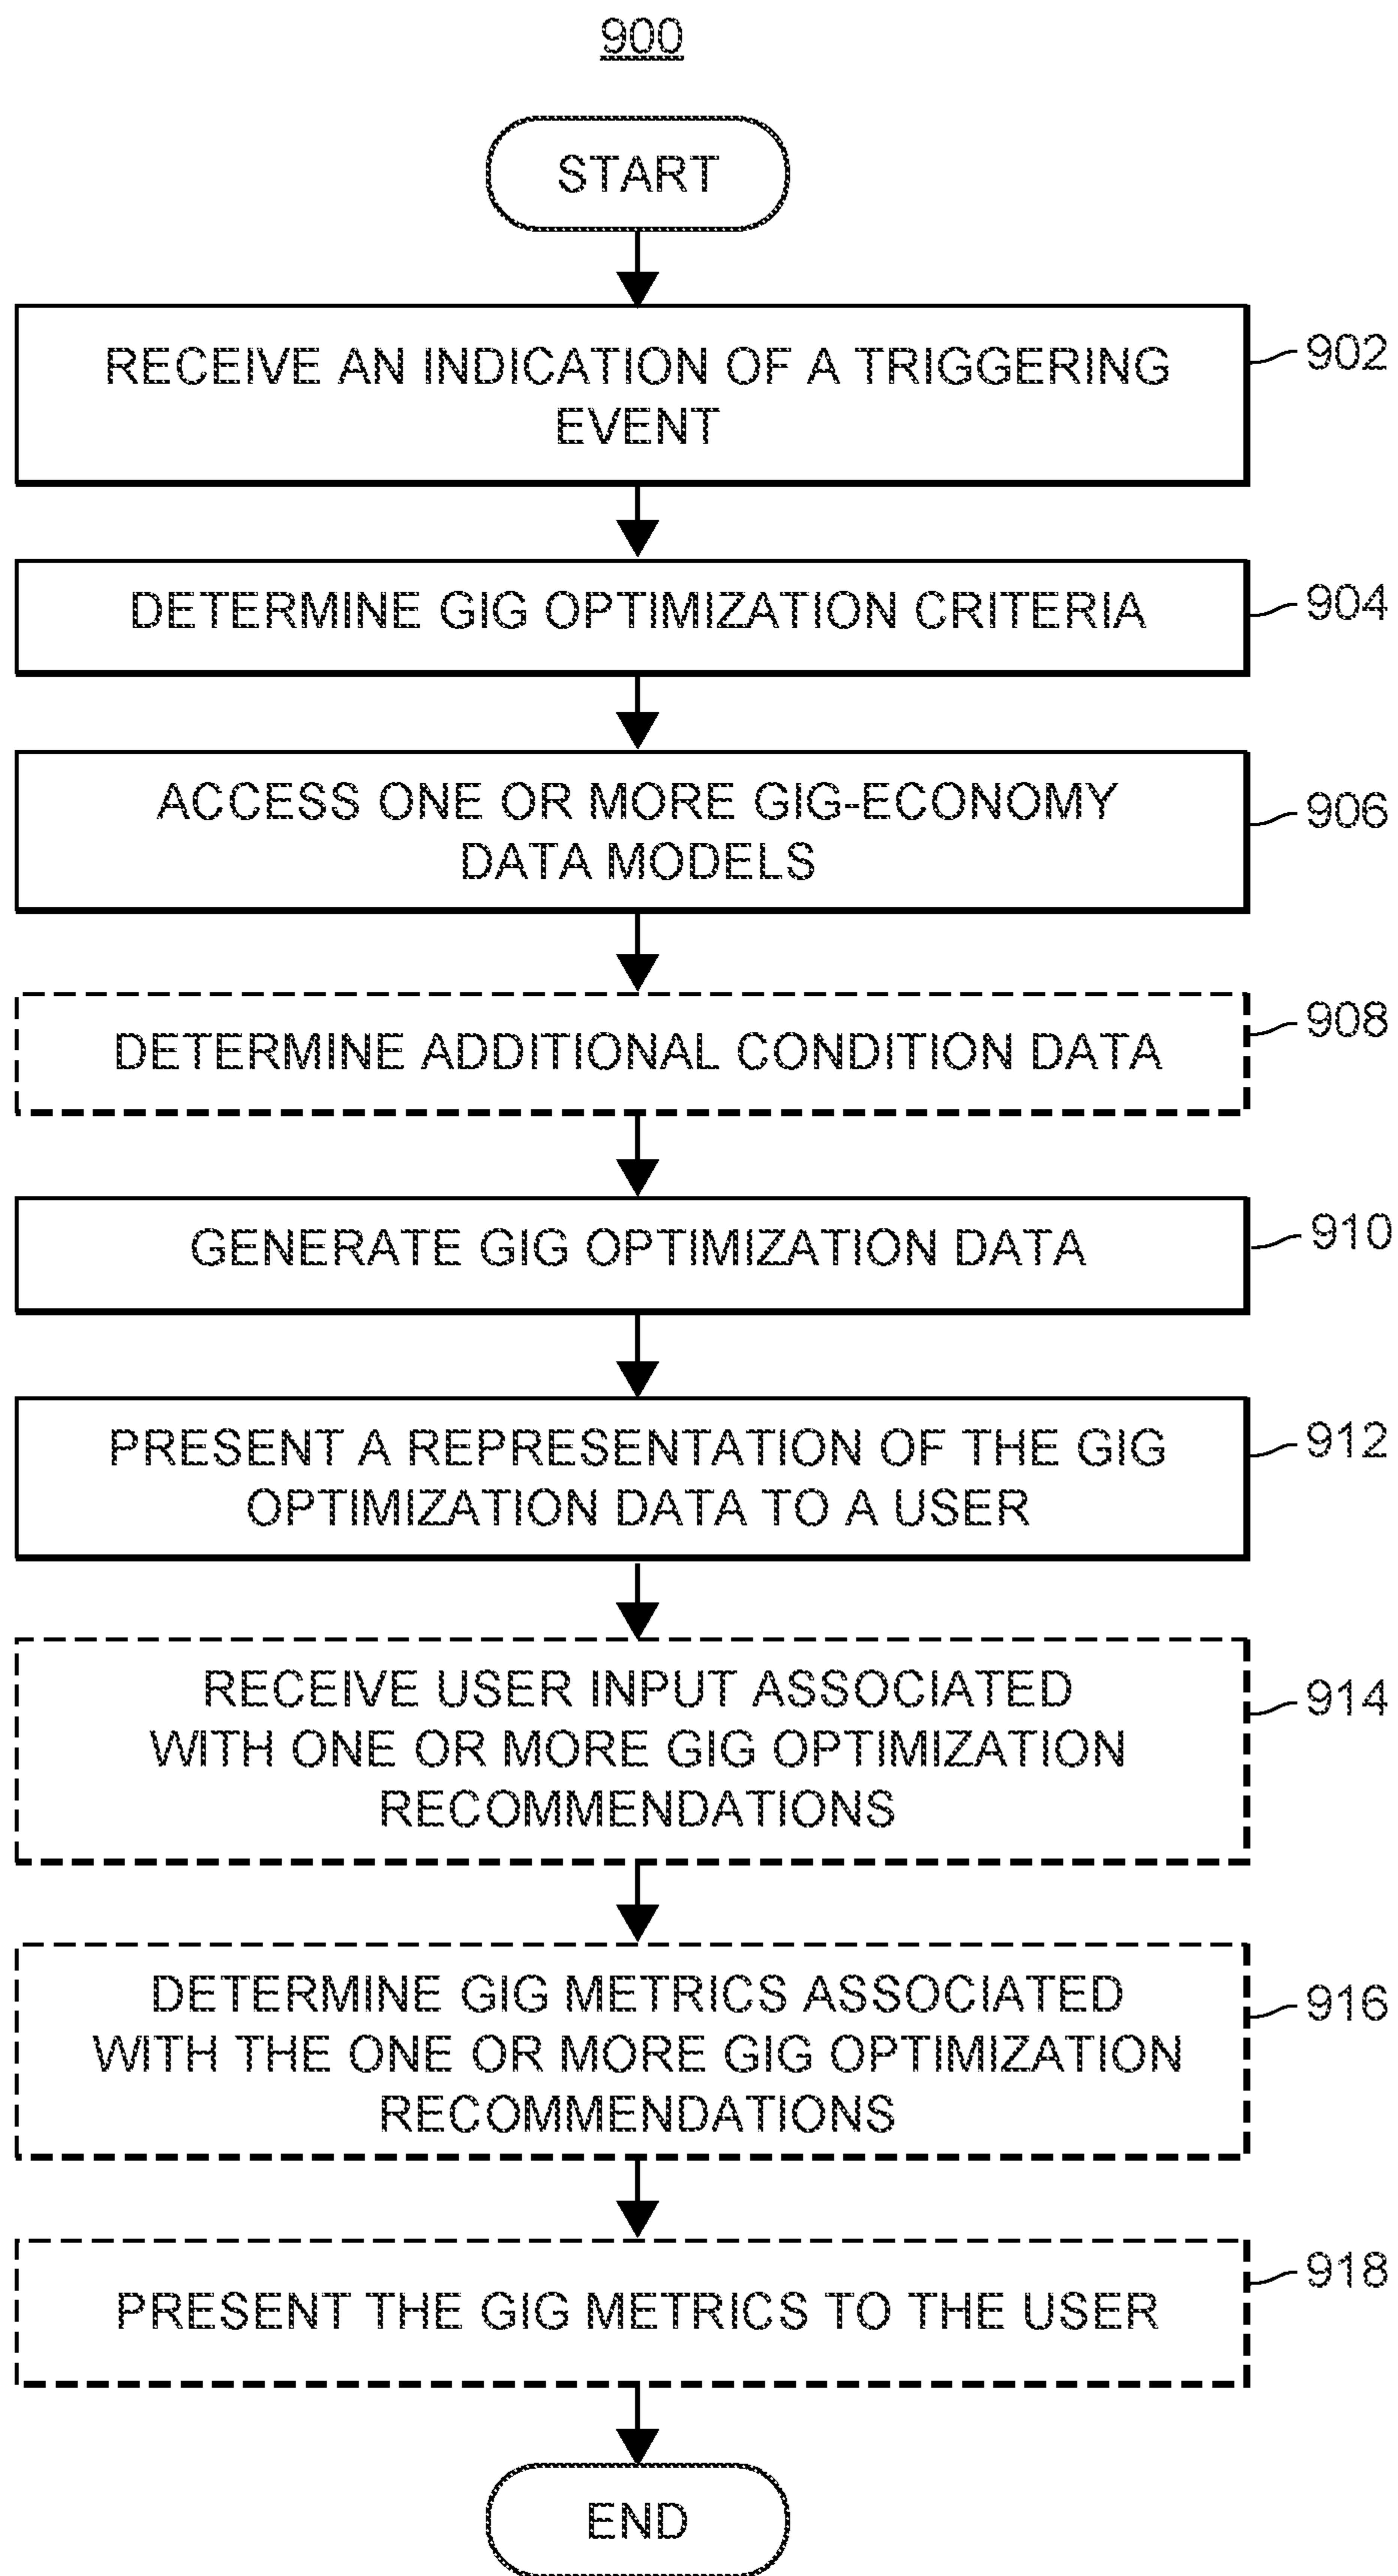 900
START
RECEIVE AN INDICATION OF A TRIGGERING
EVENT
902
DETERMINE GIG OPTIMIZATION CRITERIA
904
ACCESS ONE OR MORE GIG-ECONOMY
DATA MODELS
906
DETERMINE ADDITIONAL CONDITION DATA
908
GENERATE GIG OPTIMIZATION DATA
910
PRESENT A REPRESENTATION OF THE GIG
OPTIMIZATION DATA TO A USER
912
RECEIVE USER INPUT ASSOCIATED
WITH ONE OR MORE GIG OPTIMIZATION
RECOMMENDATIONS
914
DETERMINE GIG METRICS ASSOCIATED
WITH THE ONE OR MORE GIG OPTIMIZATION
RECOMMENDATIONS
916
PRESENT THE GIG METRICS TO THE USER
918
END